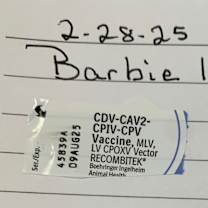 2-28-25
Barbie
CDV-CAV2-
CPIV-CPV
Vaccine, MLV,
LV CPOXV Vector
RECOMBITEK®
Boehringer Ingelheim
Animal Health
Ser./Exp.
45839A
09AUG25